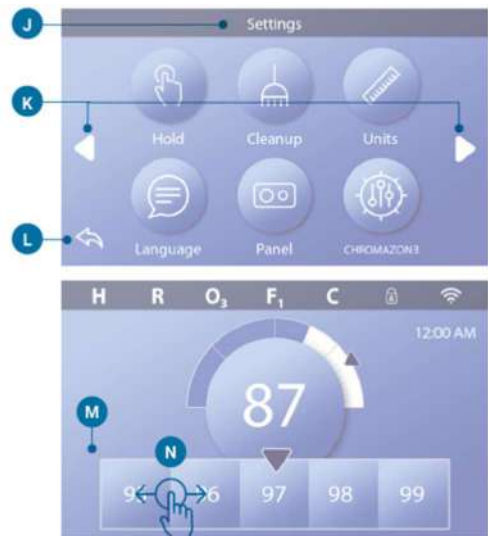 J
Settings
K
Hold Cleanup Units
L
Language Panel CHROMAZON3
H R O₃ F₁ C
12:00 AM
87
M
N
97 98 99